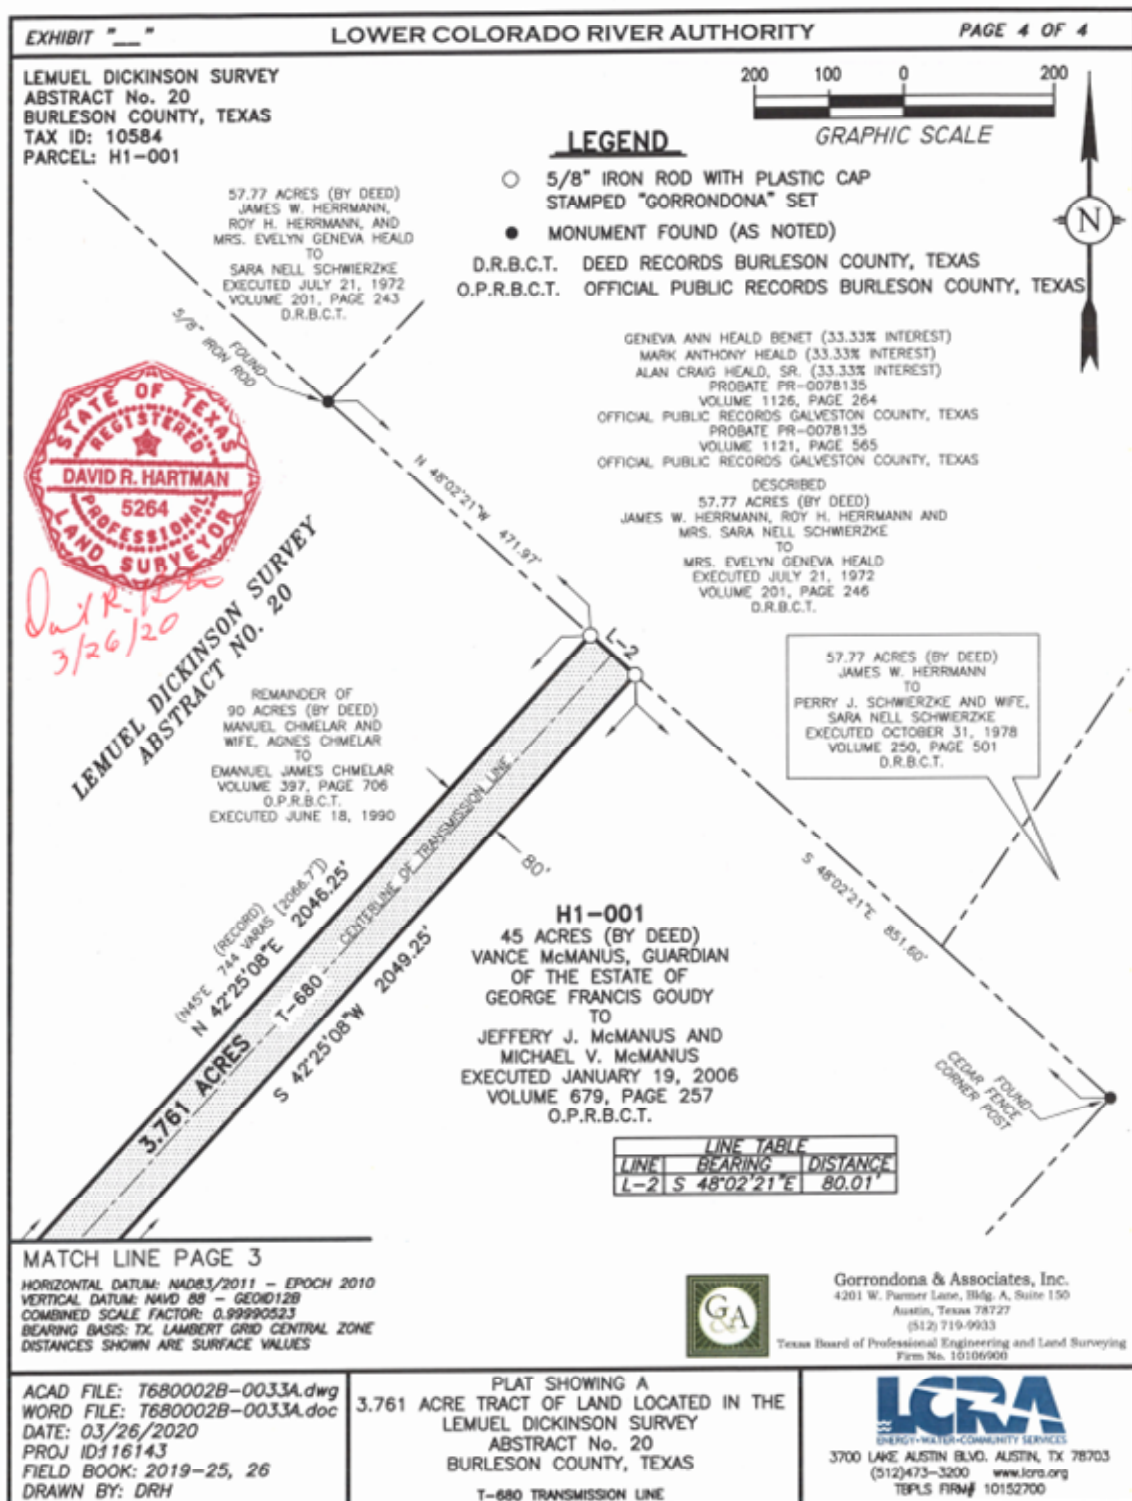 EXHIBIT "__"
LOWER COLORADO RIVER AUTHORITY
PAGE 4 OF 4
LEMUEL DICKINSON SURVEY
ABSTRACT No. 20
BURLESON COUNTY, TEXAS
TAX ID: 10584
PARCEL: H1-001
200 100 0 200
GRAPHIC SCALE
LEGEND
5/8" IRON ROD WITH PLASTIC CAP
STAMPED "GORRONDONA" SET
MONUMENT FOUND (AS NOTED)
D.R.B.C.T. DEED RECORDS BURLESON COUNTY, TEXAS
O.P.R.B.C.T. OFFICIAL PUBLIC RECORDS BURLESON COUNTY, TEXAS
N
57.77 ACRES (BY DEED)
JAMES W. HERRMANN,
ROY H. HERRMANN, AND
MRS. EVELYN GENEVA HEALD
TO
SARA NELL SCHWIERZKE
EXECUTED JULY 21, 1972
VOLUME 201, PAGE 243
D.R.B.C.T.
FOUND
5/8" IRON ROD
GENEVA ANN HEALD BENET (33.33% INTEREST)
MARK ANTHONY HEALD (33.33% INTEREST)
ALAN CRAIG HEALD, SR. (33.33% INTEREST)
PROBATE PR-0078135
VOLUME 1126, PAGE 264
OFFICIAL PUBLIC RECORDS GALVESTON COUNTY, TEXAS
PROBATE PR-0078135
VOLUME 1121, PAGE 565
OFFICIAL PUBLIC RECORDS GALVESTON COUNTY, TEXAS
DESCRIBED
57.77 ACRES (BY DEED)
JAMES W. HERRMANN, ROY H. HERRMANN AND
MRS. SARA NELL SCHWIERZKE
TO
MRS. EVELYN GENEVA HEALD
EXECUTED JULY 21, 1972
VOLUME 201, PAGE 246
D.R.B.C.T.
STATE OF TEXAS
REGISTERED
DAVID R. HARTMAN
5264
PROFESSIONAL
LAND SURVEYOR
3/26/20
N 48°02'21"W 471.97'
LEMUEL DICKINSON SURVEY
ABSTRACT NO. 20
L-2
57.77 ACRES (BY DEED)
JAMES W. HERRMANN
TO
PERRY J. SCHWIERZKE AND WIFE,
SARA NELL SCHWIERZKE
EXECUTED OCTOBER 31, 1978
VOLUME 250, PAGE 501
D.R.B.C.T.
REMAINDER OF
90 ACRES (BY DEED)
MANUEL CHMELAR AND
WIFE, AGNES CHMELAR
TO
EMANUEL JAMES CHMELAR
VOLUME 397, PAGE 706
O.P.R.B.C.T.
EXECUTED JUNE 18, 1990
CENTERLINE OF TRANSMISSION LINE
80'
S 48°02'21"E 851.60'
(RECORD)
(N45°E 744 VARAS [2066.7'])
N 42°25'08"E 2046.25'
T-680
S 42°25'08"W 2049.25'
3.761 ACRES
H1-001
45 ACRES (BY DEED)
VANCE McMANUS, GUARDIAN
OF THE ESTATE OF
GEORGE FRANCIS GOUDY
TO
JEFFERY J. McMANUS AND
MICHAEL V. McMANUS
EXECUTED JANUARY 19, 2006
VOLUME 679, PAGE 257
O.P.R.B.C.T.
FOUND
CEDAR FENCE
CORNER POST
LINE TABLE
LINE BEARING DISTANCE
L-2 S 48°02'21"E 80.01'
MATCH LINE PAGE 3
HORIZONTAL DATUM: NAD83/2011 - EPOCH 2010
VERTICAL DATUM: NAVD 88 - GEOID12B
COMBINED SCALE FACTOR: 0.99990523
BEARING BASIS: TX. LAMBERT GRID CENTRAL ZONE
DISTANCES SHOWN ARE SURFACE VALUES
G&A
Gorrondona & Associates, Inc.
4201 W. Parmer Lane, Bldg. A, Suite 150
Austin, Texas 78727
(512) 719-9933
Texas Board of Professional Engineering and Land Surveying
Firm No. 10106900
ACAD FILE: T680002B-0033A.dwg
WORD FILE: T680002B-0033A.doc
DATE: 03/26/2020
PROJ ID:116143
FIELD BOOK: 2019-25, 26
DRAWN BY: DRH
PLAT SHOWING A
3.761 ACRE TRACT OF LAND LOCATED IN THE
LEMUEL DICKINSON SURVEY
ABSTRACT No. 20
BURLESON COUNTY, TEXAS
T-680 TRANSMISSION LINE
LCRA
ENERGY•WATER•COMMUNITY SERVICES
3700 LAKE AUSTIN BLVD. AUSTIN, TX 78703
(512)473-3200 www.lcra.org
TBPLS FIRM# 10152700